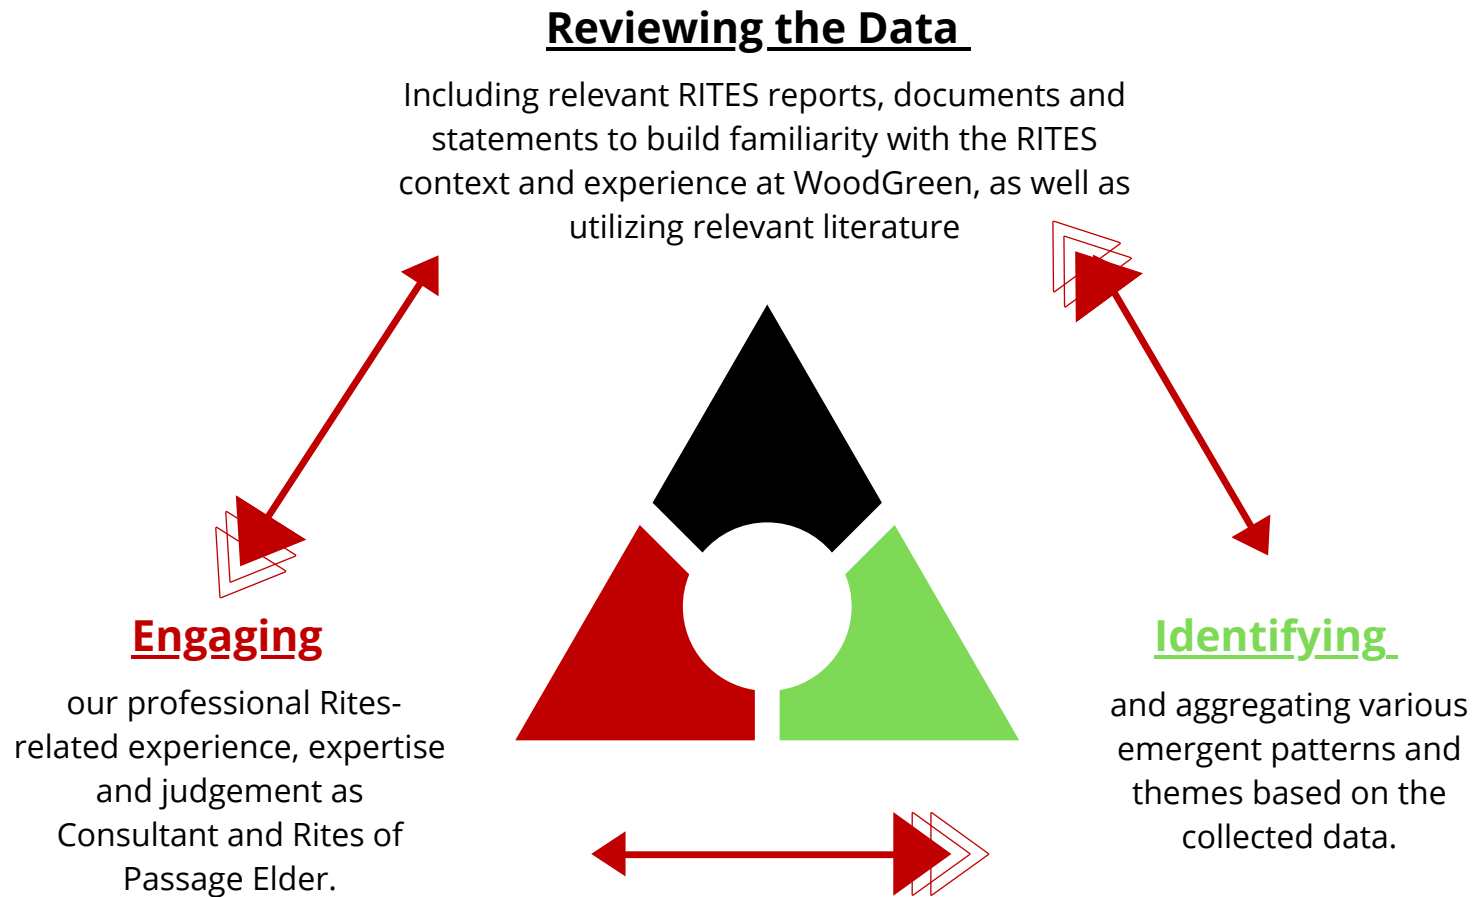 Reviewing the Data
Including relevant RITES reports, documents and
statements to build familiarity with the RITES
context and experience at WoodGreen, as well as
utilizing relevant literature
Engaging
our professional Rites-
related experience, expertise
and judgement as
Consultant and Rites of
Passage Elder.
Identifying
and aggregating various
emergent patterns and
themes based on the
collected data.